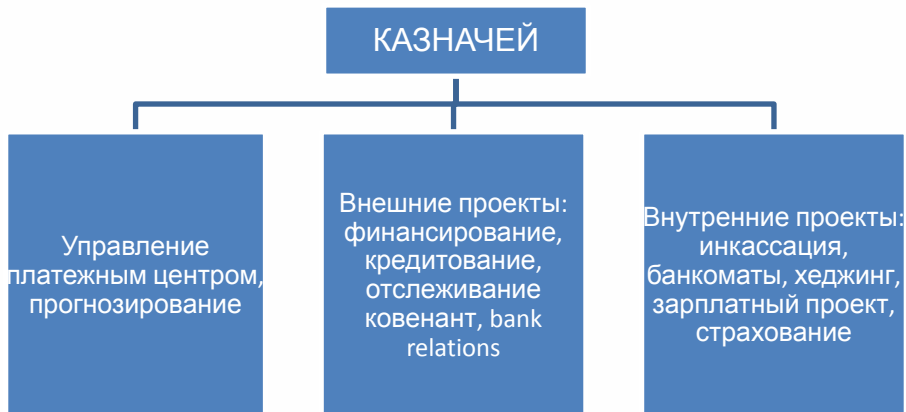 КАЗНАЧЕЙ
Управление
платежным центром,
прогнозирование
Внешние проекты:
финансирование,
кредитование,
отслеживание
ковенант, bank
relations
Внутренние проекты:
инкассация,
банкоматы, хеджинг,
зарплатный проект,
страхование